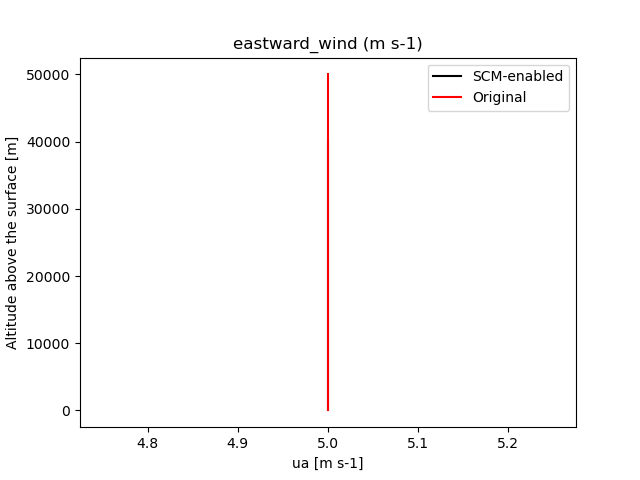 eastward_wind (m s-1)
SCM-enabled
Original
Altitude above the surface [m]
50000
40000
30000
20000
10000
0
4.8 4.9 5.0 5.1 5.2
ua [m s-1]